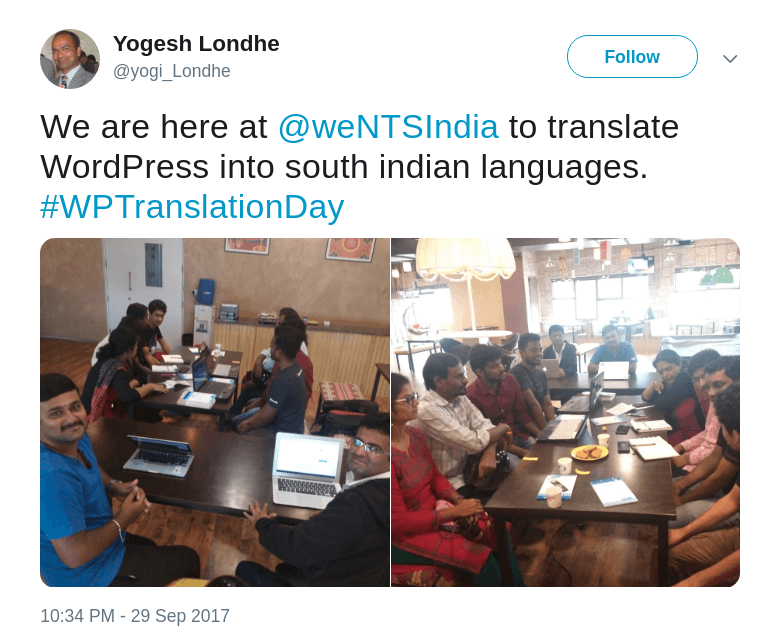 Yogesh Londhe
@yogi_Londhe
Follow
We are here at @weNTSIndia to translate
WordPress into south indian languages.
#WPTranslationDay
10:34 PM - 29 Sep 2017